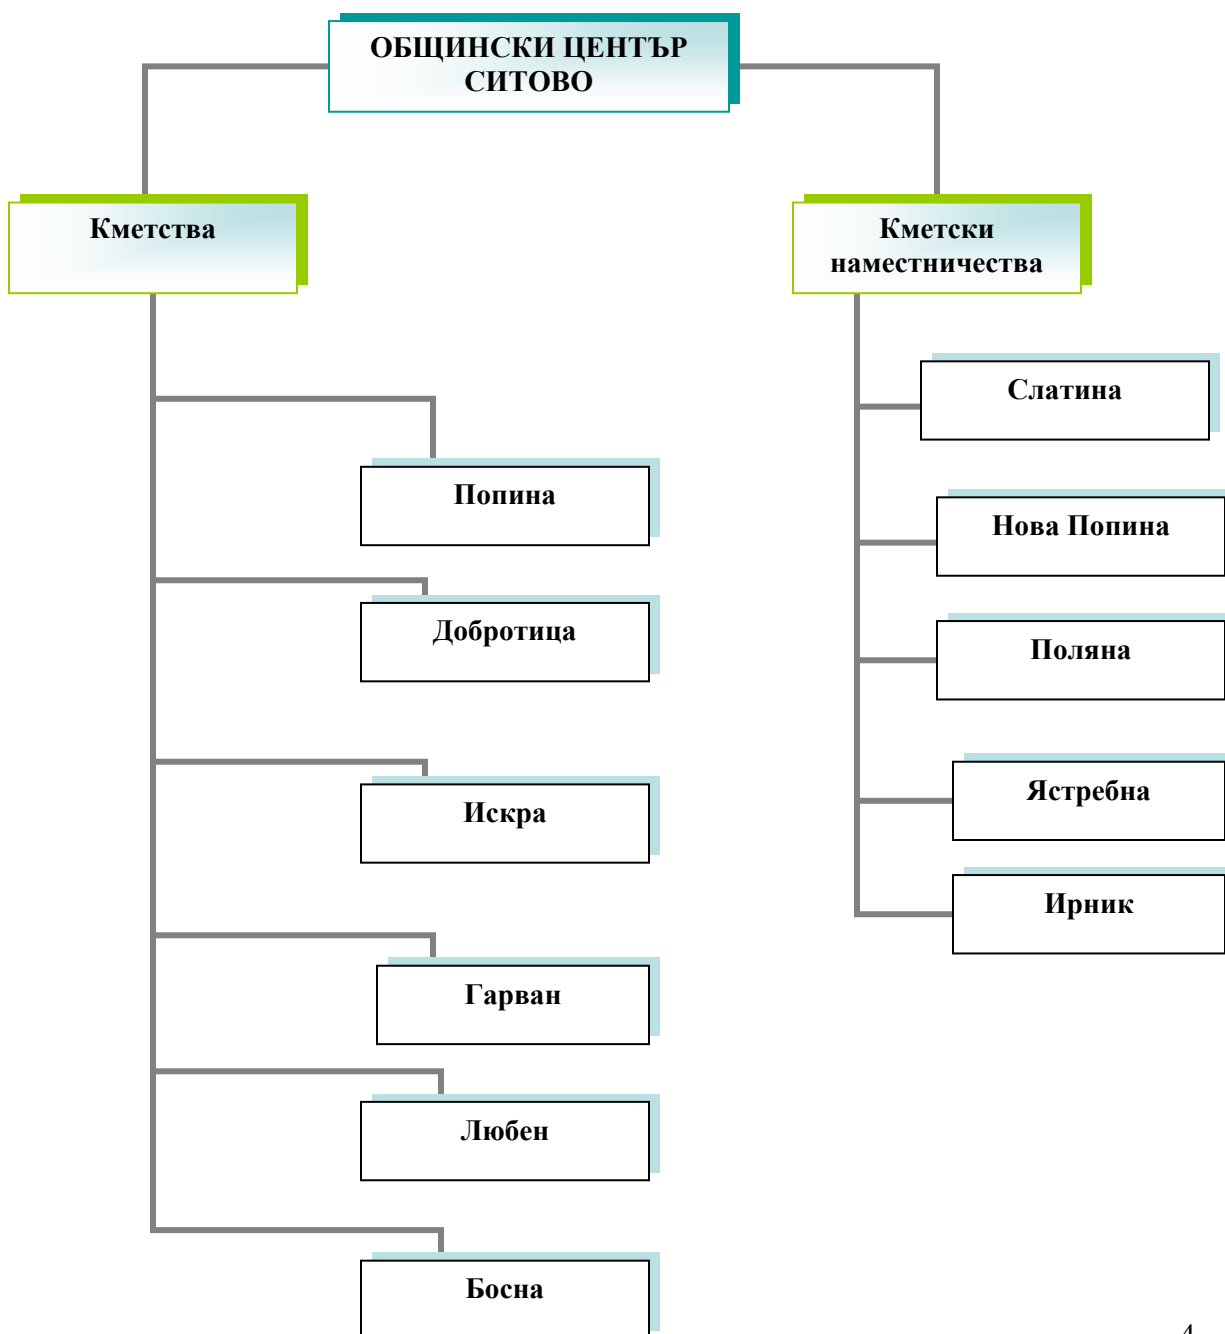 ОБЩИНСКИ ЦЕНТЪР
СИТОВО
Кметства
Кметски
наместничества
Попина
Добротица
Искра
Гарван
Любен
Босна
Слатина
Нова Попина
Поляна
Ястребна
Ирник
4